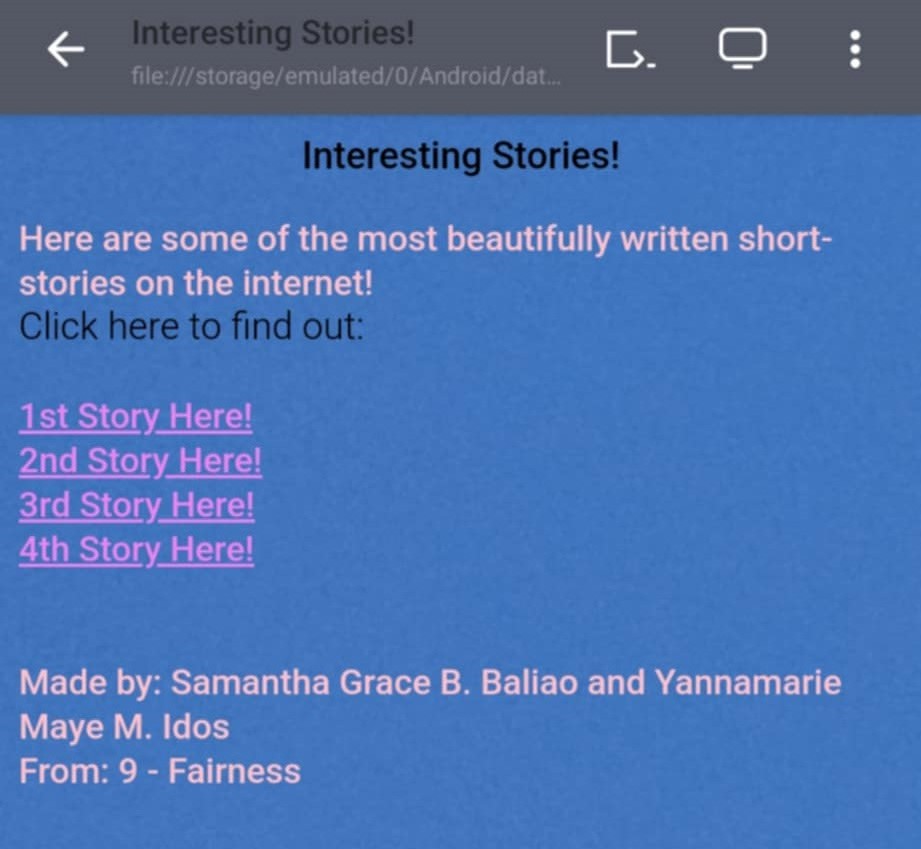 Interesting Stories!
file:///storage/emulated/0/Android/dat...
Interesting Stories!
Here are some of the most beautifully written short-
stories on the internet!
Click here to find out:
1st Story Here!
2nd Story Here!
3rd Story Here!
4th Story Here!
Made by: Samantha Grace B. Baliao and Yannamarie
Maye M. Idos
From: 9 - Fairness